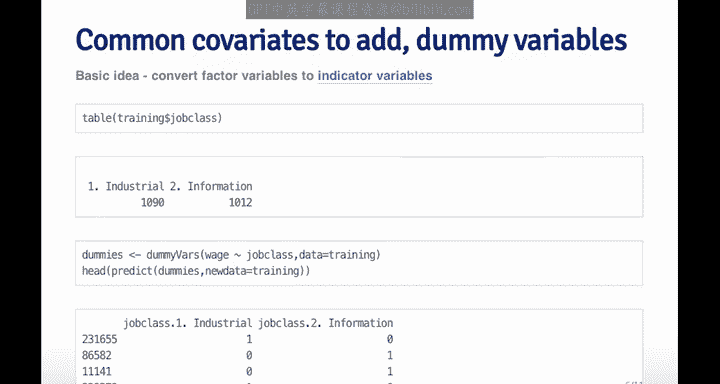 Common covariates to add, dummy variables
Basic idea - convert factor variables to indicator variables
table(training$jobclass)
1. Industrial 2. Information
1090 1012
dummies <- dummyVars(wage ~ jobclass,data=training)
head(predict(dummies,newdata=training))
jobclass.1. Industrial jobclass.2. Information
231655 1 0
86582 0 1
11141 0 1